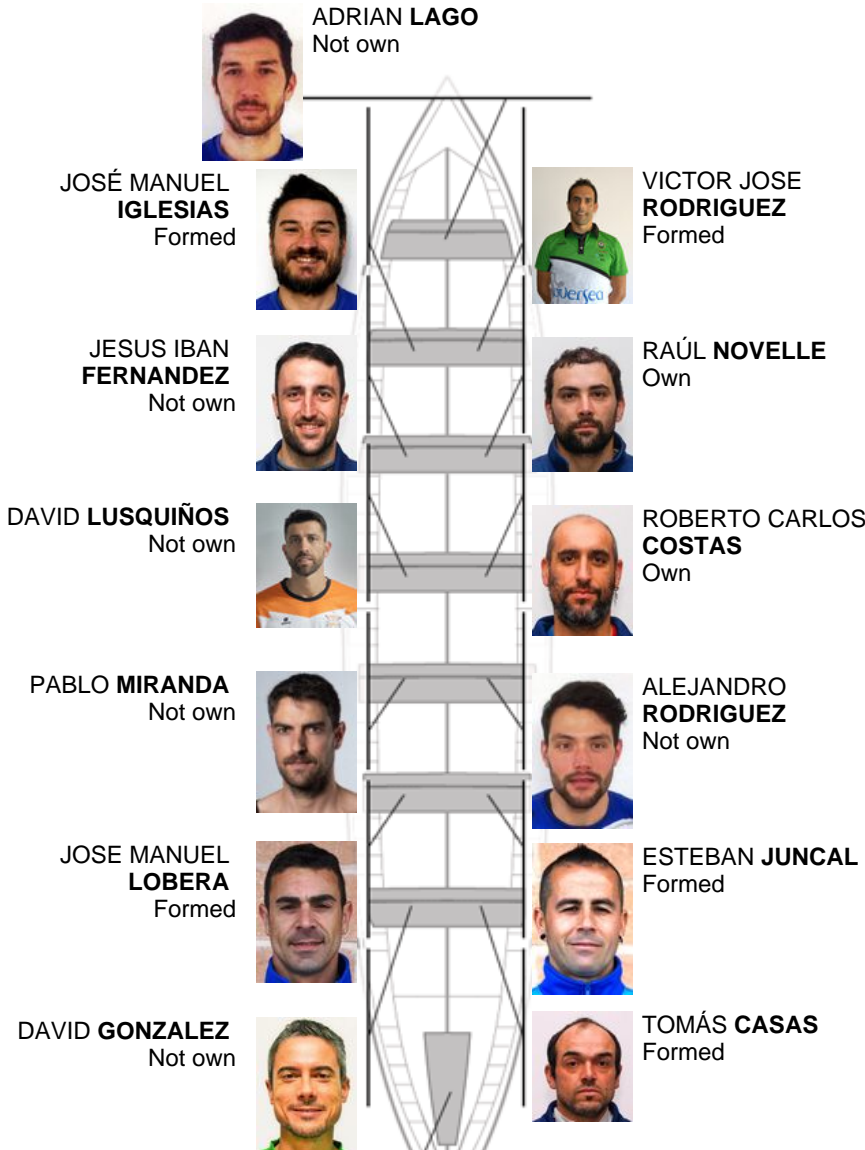 ADRIAN LAGO
Not own
JOSÉ MANUEL
IGLESIAS
Formed
VICTOR JOSE
RODRIGUEZ
Formed
JESUS IBAN
FERNANDEZ
Not own
RAÚL NOVELLE
Own
DAVID LUSQUIÑOS
Not own
ROBERTO CARLOS
COSTAS
Own
PABLO MIRANDA
Not own
ALEJANDRO
RODRIGUEZ
Not own
JOSE MANUEL
LOBERA
Formed
ESTEBAN JUNCAL
Formed
DAVID GONZALEZ
Not own
TOMÁS CASAS
Formed